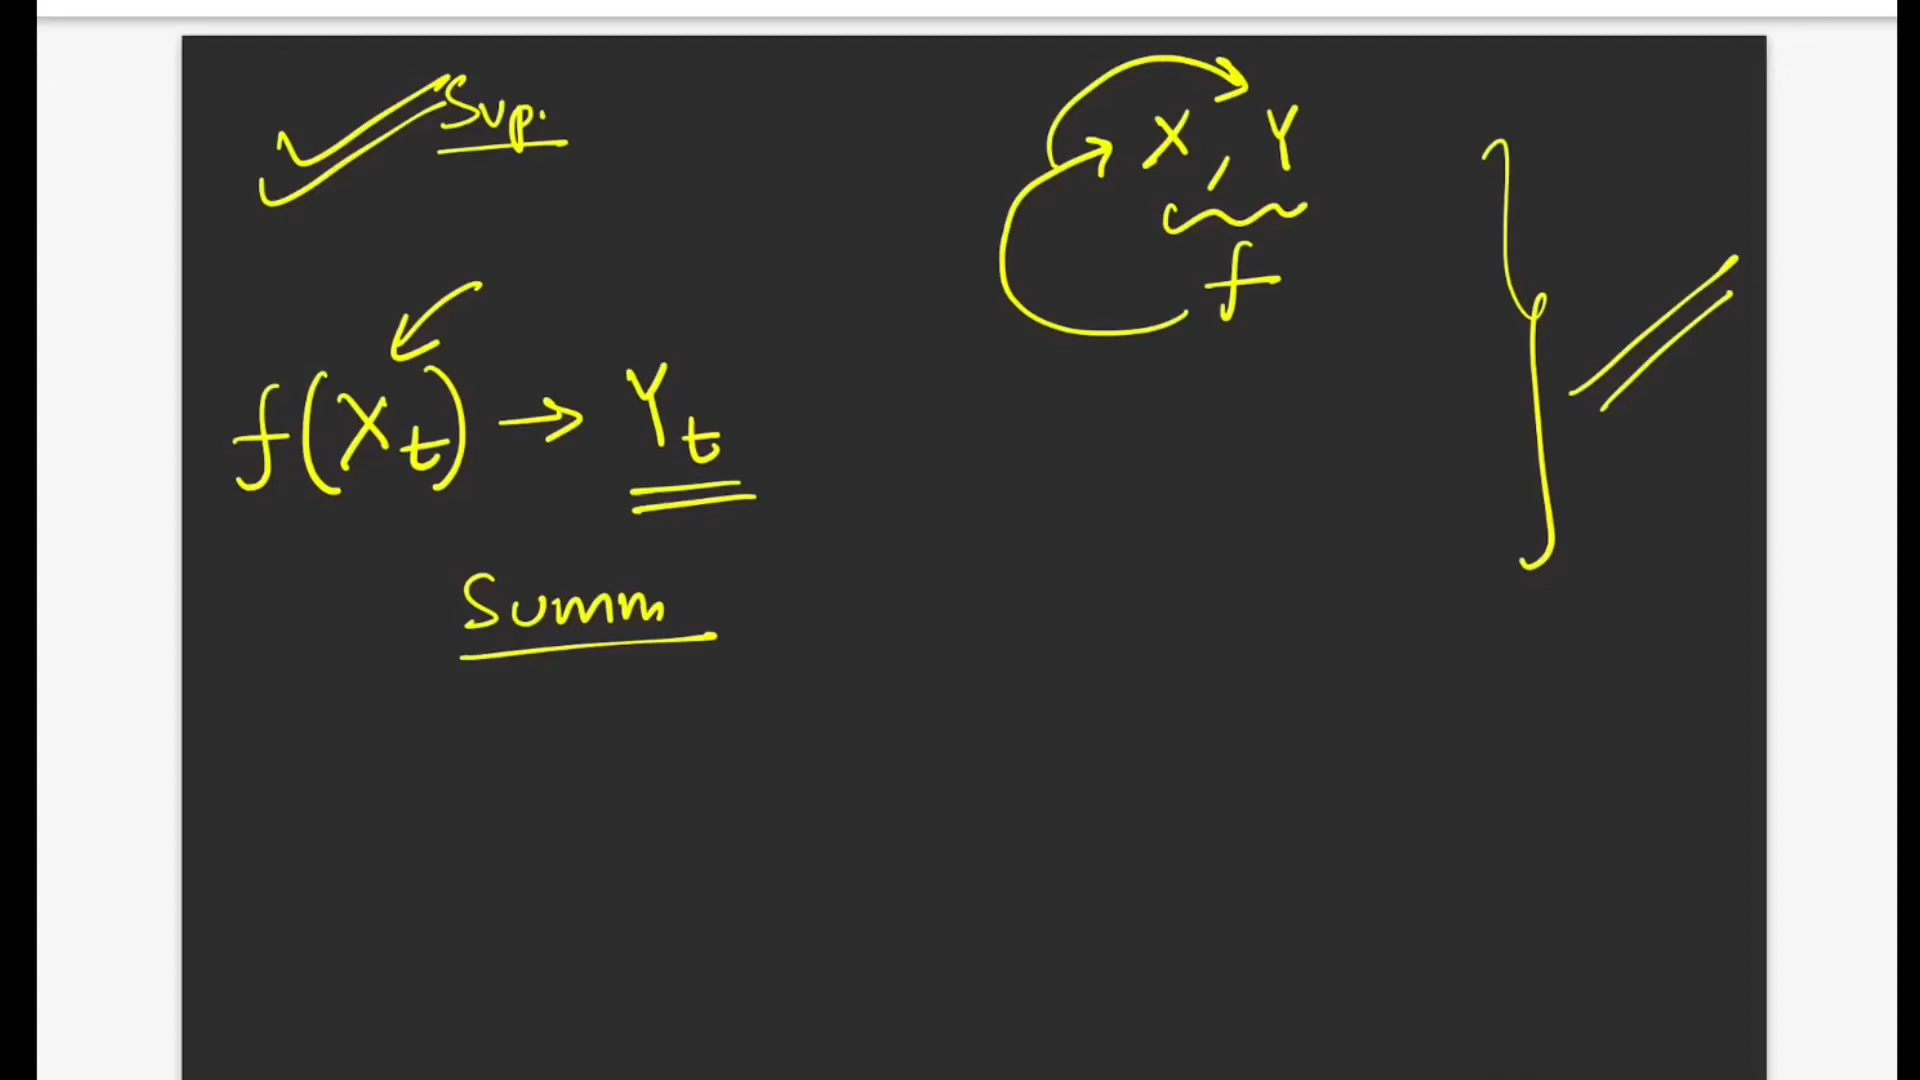 Sup.
X, Y
f
f(Xt) → Yt
Summ